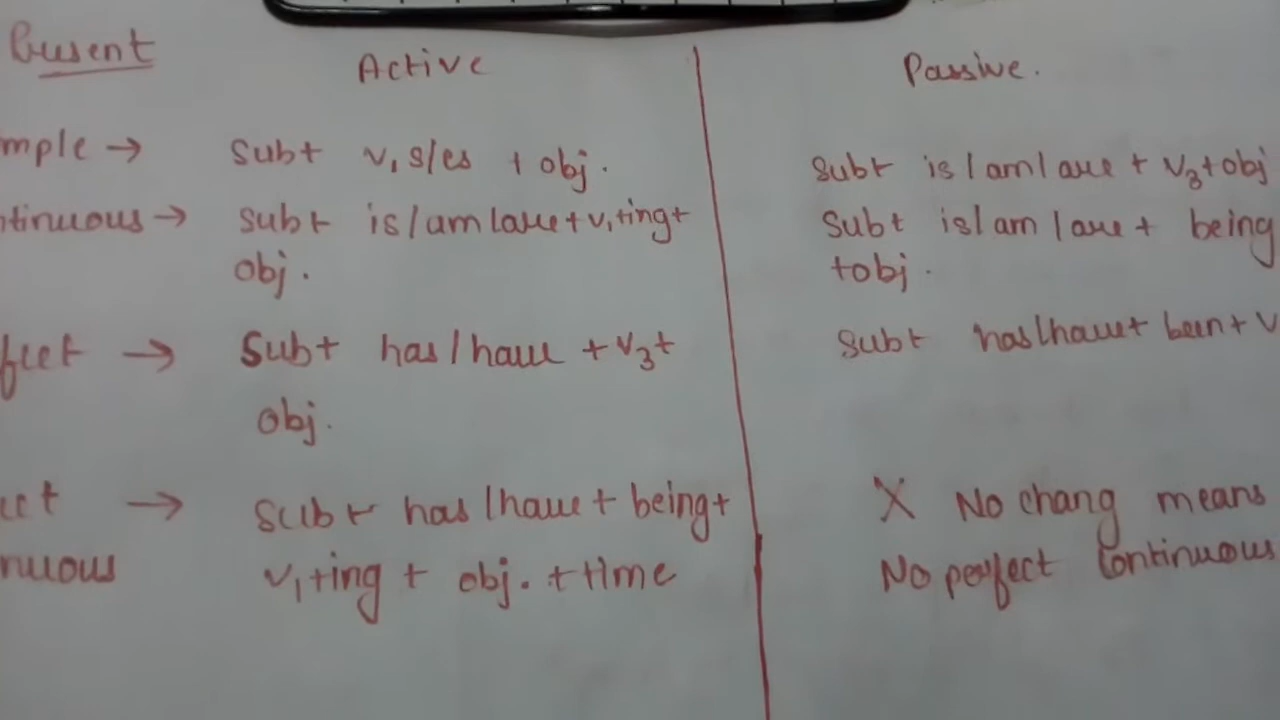 Present Active Passive.
mple → Sub+ V1 s/es + obj. Sub+ is/am/are + V3+obj
ntinuous → Sub+ is/am/are+V1+ing+ Sub+ is/am/are + being
obj. +obj.
fect → Sub+ has/have + V3+ Sub+ has/have+ been+ V
obj.
ect → Sub+ has/have+ being+ X No chang means
nuous V1+ing + obj. + time No perfect Continuous